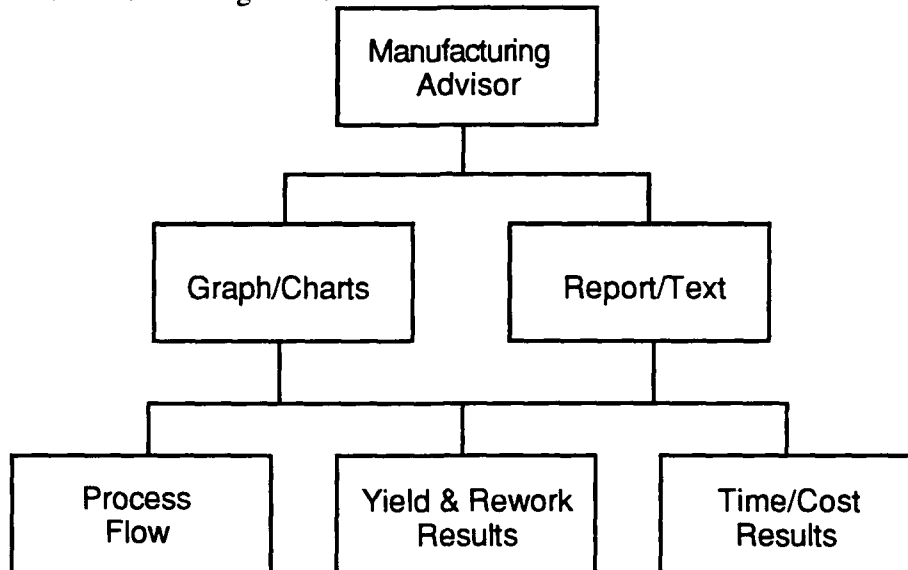 Manufacturing
Advisor
Graph/Charts
Report/Text
Process
Flow
Yield & Rework
Results
Time/Cost
Results